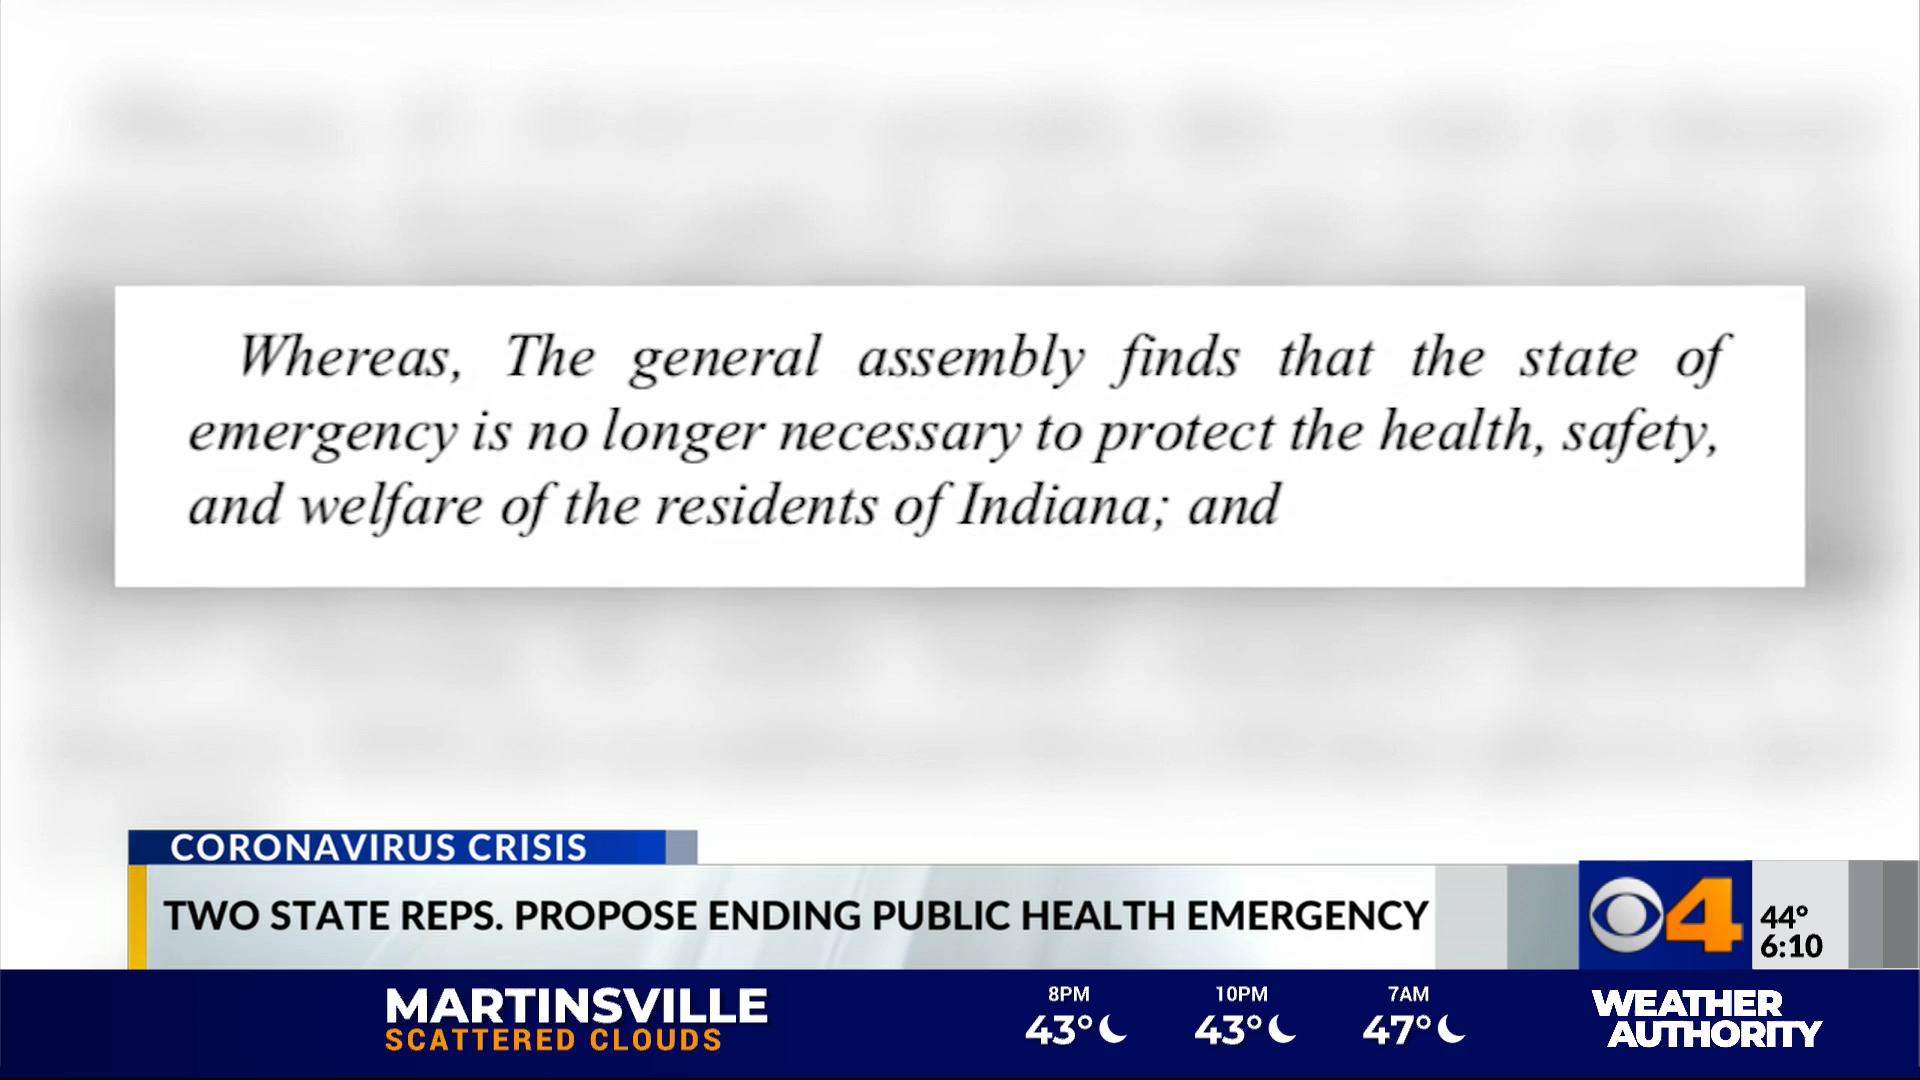 Whereas, The general assembly finds that the state of
emergency is no longer necessary to protect the health, safety,
and welfare of the residents of Indiana; and
CORONAVIRUS CRISIS
TWO STATE REPS. PROPOSE ENDING PUBLIC HEALTH EMERGENCY
4
44°
6:10
MARTINSVILLE
SCATTERED CLOUDS
8PM
43°
10PM
43°
7AM
47°
WEATHER
AUTHORITY